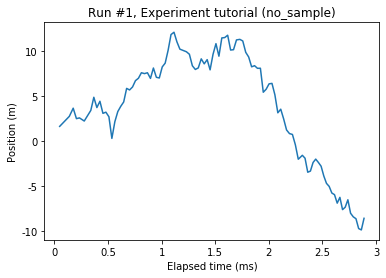 Run #1, Experiment tutorial (no_sample)
Position (m)
10
5
0
-5
-10
0 0.5 1 1.5 2 2.5 3
Elapsed time (ms)